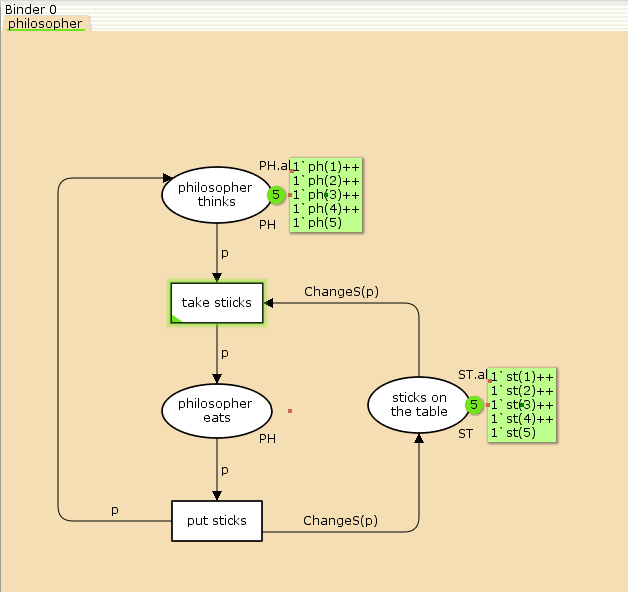 Binder 0
philosopher
PH.al
1`ph(1)++
1`ph(2)++
1`ph(3)++
1`ph(4)++
1`ph(5)
philosopher
thinks
5
PH
p
take stiicks
ChangeS(p)
p
ST.al
1`st(1)++
1`st(2)++
1`st(3)++
1`st(4)++
1`st(5)
philosopher
eats
sticks on
the table
5
PH
ST
p
p
put sticks
ChangeS(p)